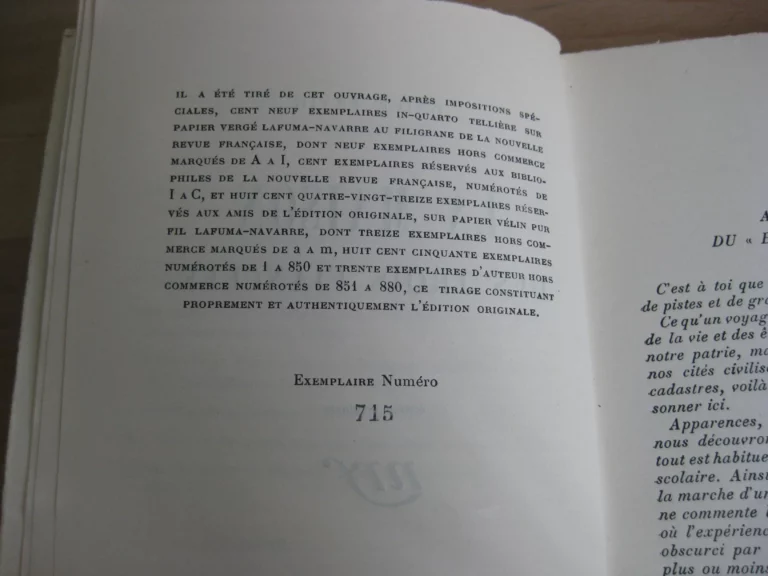 IL A ÉTÉ TIRÉ DE CET OUVRAGE, APRÈS IMPOSITIONS SPÉ-
CIALES, CENT NEUF EXEMPLAIRES IN-QUARTO TELLIÈRE SUR
PAPIER VERGÉ LAFUMA-NAVARRE AU FILIGRANE DE LA NOUVELLE
REVUE FRANÇAISE, DONT NEUF EXEMPLAIRES HORS COMMERCE
MARQUÉS DE A A I, CENT EXEMPLAIRES RÉSERVÉS AUX BIBLIO-
PHILES DE LA NOUVELLE REVUE FRANÇAISE, NUMÉROTÉS DE
I A C, ET HUIT CENT QUATRE-VINGT-TREIZE EXEMPLAIRES RÉSER-
VÉS AUX AMIS DE L'ÉDITION ORIGINALE, SUR PAPIER VÉLIN PUR
FIL LAFUMA-NAVARRE, DONT TREIZE EXEMPLAIRES HORS COM-
MERCE MARQUÉS DE a A m, HUIT CENT CINQUANTE EXEMPLAIRES
NUMÉROTÉS DE 1 A 850 ET TRENTE EXEMPLAIRES D'AUTEUR HORS
COMMERCE NUMÉROTÉS DE 851 A 880, CE TIRAGE CONSTITUANT
PROPREMENT ET AUTHENTIQUEMENT L'ÉDITION ORIGINALE.
EXEMPLAIRE Numéro
715
DU «
C'est à toi que
de pistes et de
Ce qu'un
de la vie et des
notre patrie,
nos cités
cadastres, voilà
sonner ici.
Apparences,
nous
tout est
scolaire.
la marche d'un
ne commente
où
obscurci par
plus ou moins